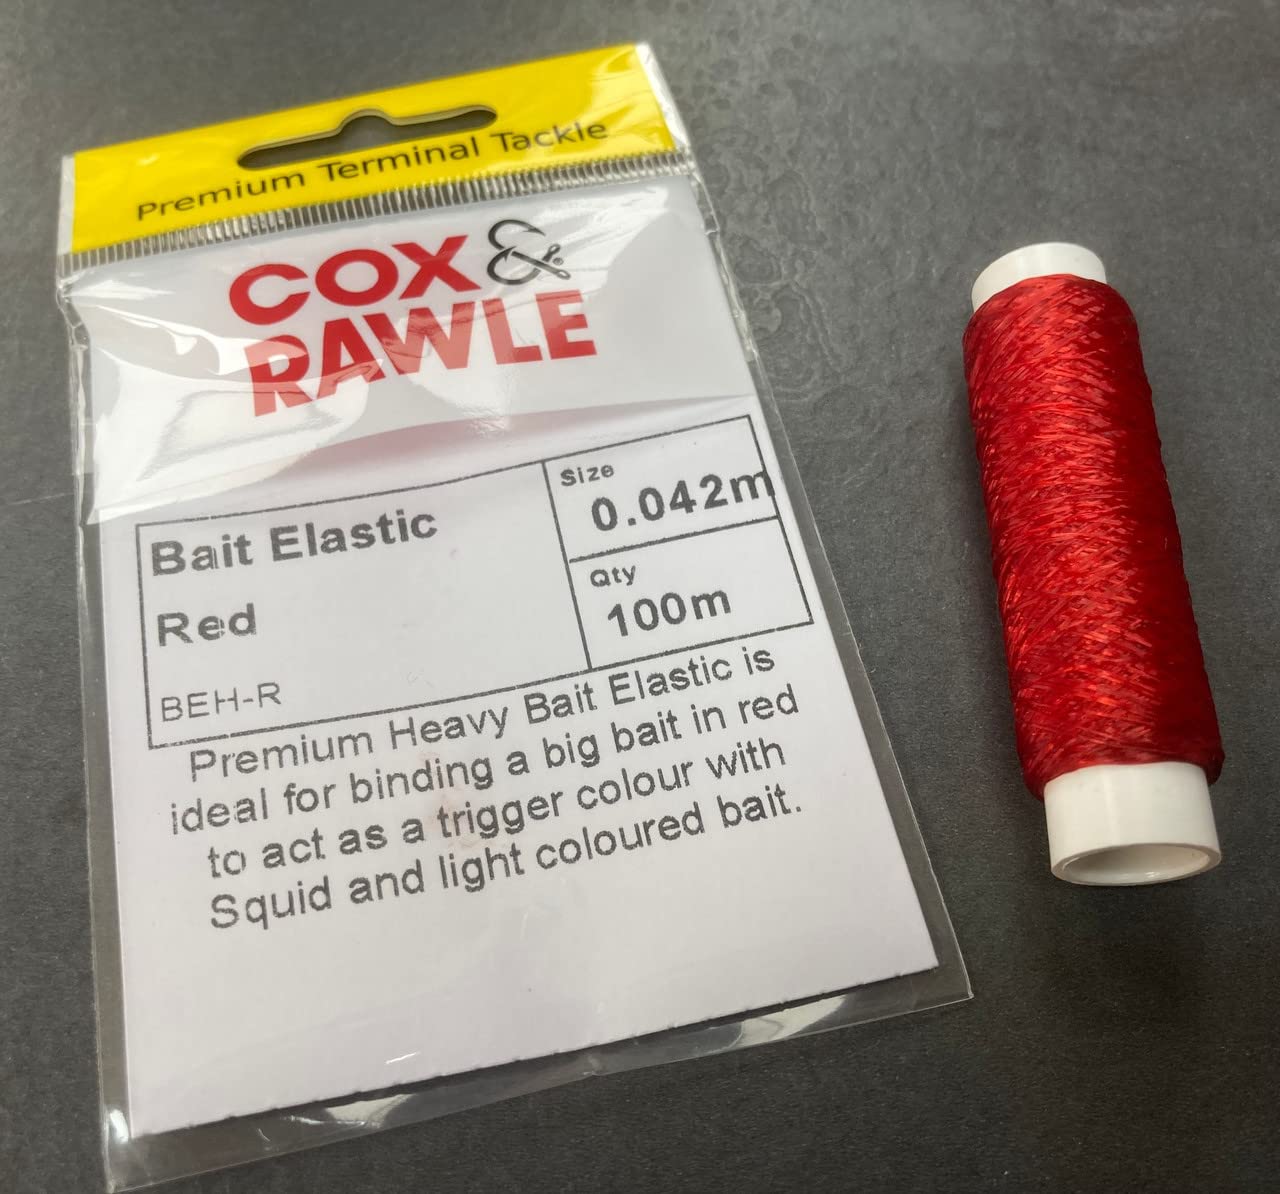 Premium Terminal Tackle
COX &
RAWLE
Bait Elastic
Red
BEH-R
Size
0.042m
Qty
100m
Premium Heavy Bait Elastic is
ideal for binding a big bait in red
to act as a trigger colour with
Squid and light coloured bait.